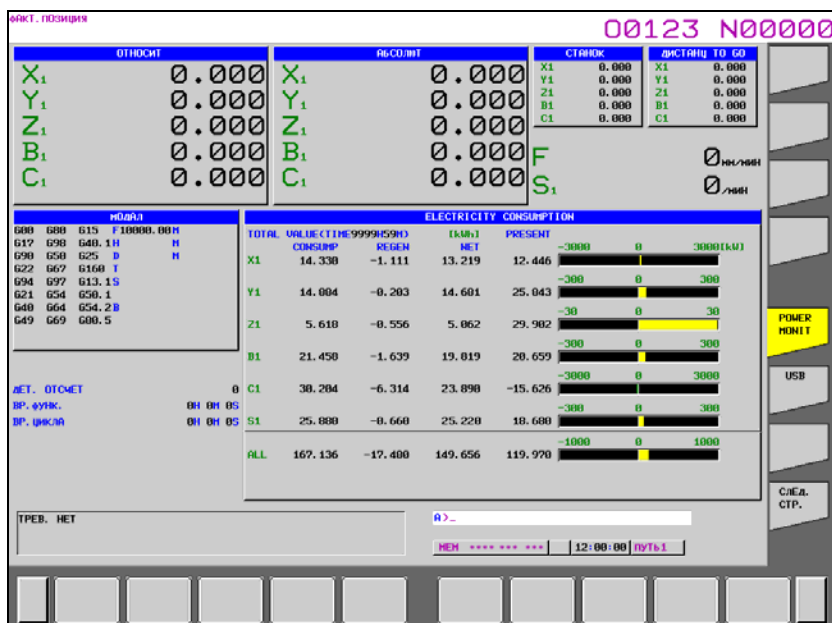 ФАКТ.ПОЗИЦИЯ
O0123 N00000
ОТНОСИТ
X1 0.000
Y1 0.000
Z1 0.000
B1 0.000
C1 0.000
АБСОЛЮТ
X1 0.000
Y1 0.000
Z1 0.000
B1 0.000
C1 0.000
СТАНОК
X1 0.000
Y1 0.000
Z1 0.000
B1 0.000
C1 0.000
ДИСТАНЦ TO GO
X1 0.000
Y1 0.000
Z1 0.000
B1 0.000
C1 0.000
F 0 мм/мин
S1 0 /мин
МОДАЛ
G00 G80 G15 F10000.00 M
G17 G98 G40.1 H M
G90 G50 G25 D M
G22 G67 G160 T
G94 G97 G13.1 S
G21 G54 G50.1
G40 G64 G54.2 B
G49 G69 G00.5
ДЕТ. ОТСЧЕТ 0
ВР.ФУНК. 0H 0M 0S
ВР.ЦИКЛА 0H 0M 0S
ELECTRICITY CONSUMPTION
TOTAL VALUE(TIME9999H59M) [kWh] PRESENT
CONSUMP REGEN NET -3000 0 3000[kW]
X1 14.330 -1.111 13.219 12.446
-300 0 300
Y1 14.804 -0.203 14.601 25.043
-30 0 30
Z1 5.618 -0.556 5.062 29.902
-300 0 300
B1 21.458 -1.639 19.819 20.659
-3000 0 3000
C1 30.204 -6.314 23.890 -15.626
-300 0 300
S1 25.880 -0.660 25.220 18.680
-1000 0 1000
ALL 167.136 -17.480 149.656 119.970
POWER
MONIT
USB
СЛЕД.
СТР.
ТРЕВ. НЕТ
A>_
MEM **** *** *** 12:00:00 ПУТЬ1